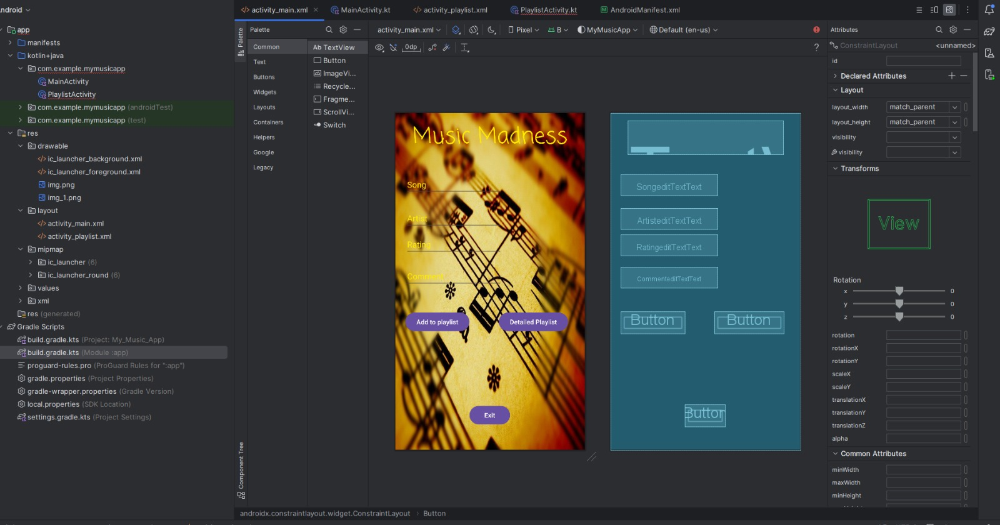 Android
activity_main.xml
MainActivity.kt
activity_playlist.xml
PlaylistActivity.kt
AndroidManifest.xml
app
manifests
kotlin+java
com.example.mymusicapp
MainActivity
PlaylistActivity
com.example.mymusicapp (androidTest)
com.example.mymusicapp (test)
res
drawable
ic_launcher_background.xml
ic_launcher_foreground.xml
img.png
img_1.png
layout
activity_main.xml
activity_playlist.xml
mipmap
ic_launcher (6)
ic_launcher_round (6)
values
xml
res (generated)
Gradle Scripts
build.gradle.kts (Project: My_Music_App)
build.gradle.kts (Module :app)
proguard-rules.pro (ProGuard Rules for ":app")
gradle.properties (Project Properties)
gradle-wrapper.properties (Gradle Version)
local.properties (SDK Location)
settings.gradle.kts (Project Settings)
Palette
Component Tree
Palette
Common
Text
Buttons
Widgets
Layouts
Containers
Helpers
Google
Legacy
Ab TextView
Button
ImageVi...
Recycle...
Fragme...
ScrollVi...
Switch
activity_main.xml
Pixel
B
MyMusicApp
Default (en-us)
0dp
?
Music Madness
Song
Artist
Rating
Comment
Add to playlist
Detailed Playlist
Exit
SongeditTextText
ArtisteditTextText
RatingeditTextText
CommenteditTextText
Button
Button
Button
androidx.constraintlayout.widget.ConstraintLayout
Button
Attributes
ConstraintLayout
<unnamed>
id
Declared Attributes
Layout
layout_width match_parent
layout_height match_parent
visibility
visibility
Transforms
View
Rotation
x 0
y 0
z 0
rotation
rotationX
rotationY
scaleX
scaleY
translationX
translationY
translationZ
alpha
Common Attributes
minWidth
maxWidth
minHeight